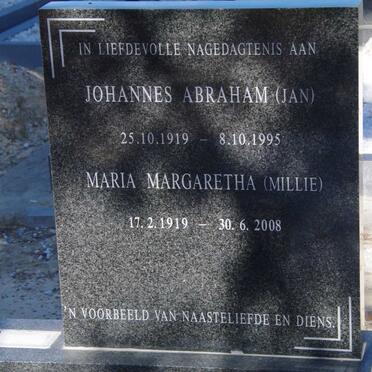 IN LIEFDEVOLLE NAGEDAGTENIS AAN
JOHANNES ABRAHAM (JAN)
25.10.1919 – 8.10.1995
MARIA MARGARETHA (MILLIE)
17.2.1919 – 30.6.2008
'N VOORBEELD VAN NAASTELIEFDE EN DIENS.